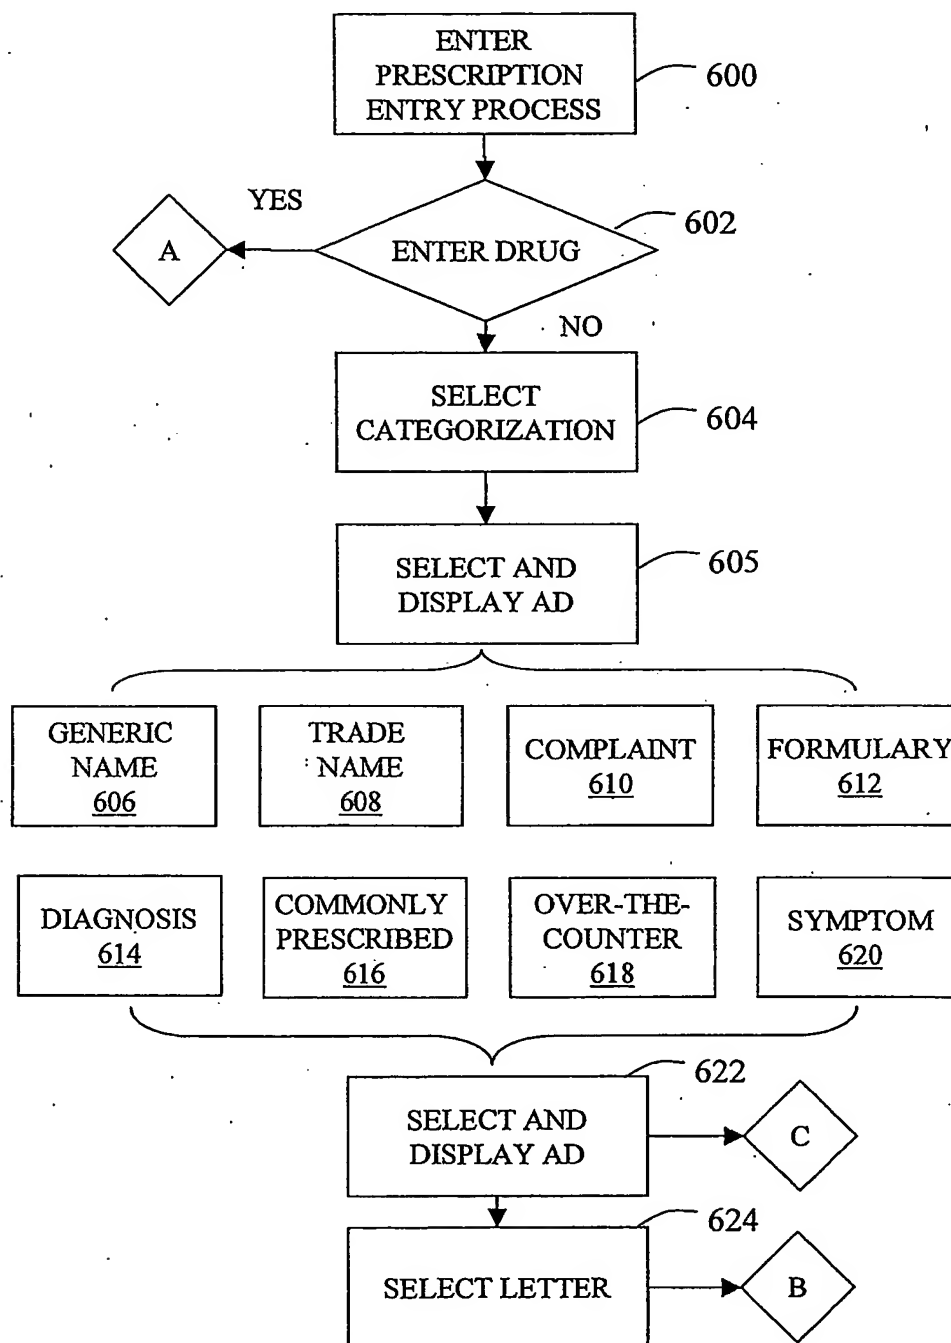 ENTER
PRESCRIPTION
ENTRY PROCESS
600
YES
602
A
ENTER DRUG
NO
SELECT
CATEGORIZATION
604
SELECT AND
DISPLAY AD
605
GENERIC
NAME
606
TRADE
NAME
608
COMPLAINT
610
FORMULARY
612
DIAGNOSIS
614
COMMONLY
PRESCRIBED
616
OVER-THE-
COUNTER
618
SYMPTOM
620
622
SELECT AND
DISPLAY AD
C
624
SELECT LETTER
B